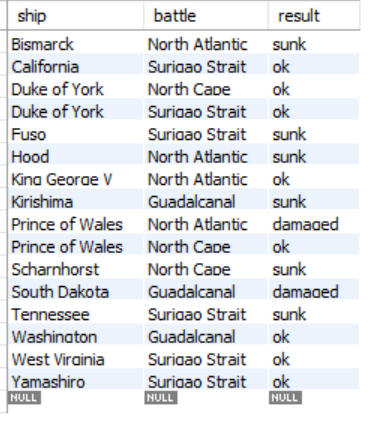 ship battle result
Bismarck North Atlantic sunk
California Surigao Strait ok
Duke of York North Cape ok
Duke of York Surigao Strait ok
Fuso Surigao Strait sunk
Hood North Atlantic sunk
King George V North Atlantic ok
Kirishima Guadalcanal sunk
Prince of Wales North Atlantic damaged
Prince of Wales North Cape ok
Scharnhorst North Cape sunk
South Dakota Guadalcanal damaged
Tennessee Surigao Strait sunk
Washington Guadalcanal ok
West Virginia Surigao Strait ok
Yamashiro Surigao Strait ok
NULL NULL NULL